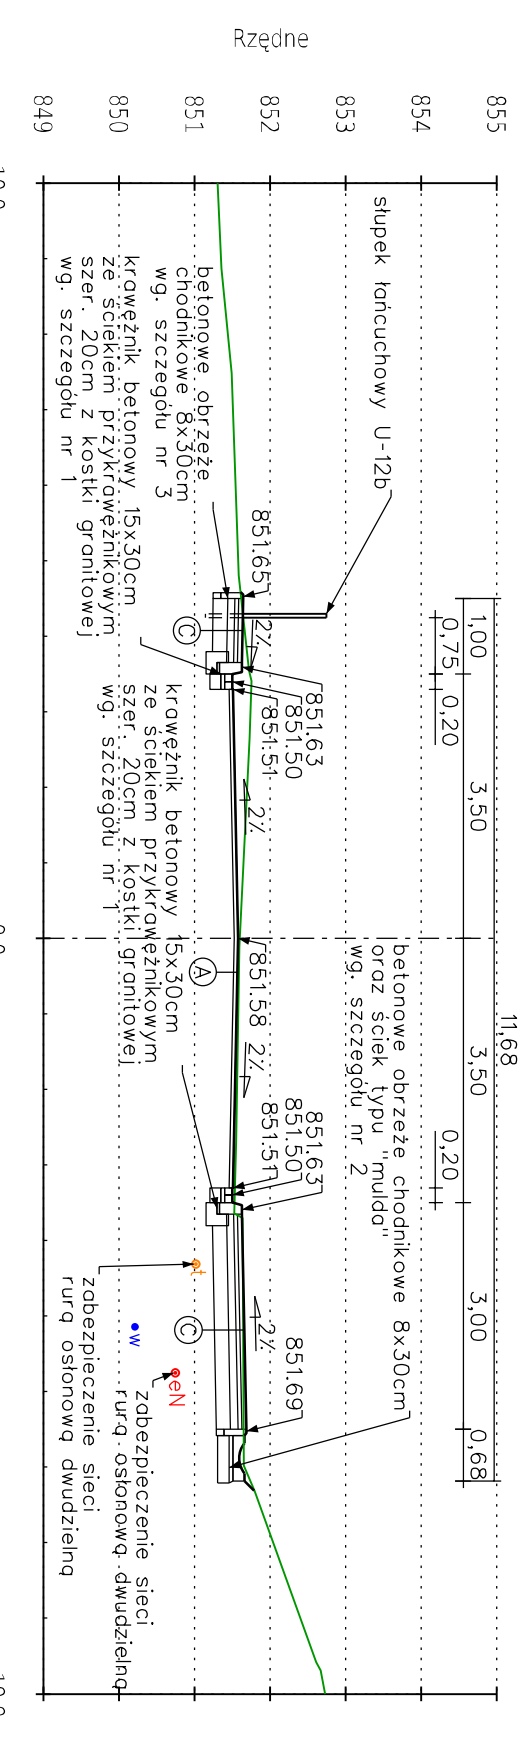 Rzędne
855
854
853
852
851
850
849
słupek łańcuchowy U-12b
betonowe obrzeże
chodnikowe 8x30cm
wg. szczegółu nr 3
krawężnik betonowy 15x30cm
ze ściekiem przykrawężnikowym
szer. 20cm z kostki granitowej
wg. szczegółu nr 1
11,68
1,00
3,50
3,50
3,00
0,68
0,75
0,20
0,20
851.65
2%
C
851.63
851.50
851.51
2%
851.58
A
2%
851.63
851.50
851.51
2%
C
851.69
krawężnik betonowy 15x30cm
ze ściekiem przykrawężnikowym
szer. 20cm z kostki granitowej
wg. szczegółu nr 1
betonowe obrzeże chodnikowe 8x30cm
oraz ściek typu "mulda"
wg. szczegółu nr 2
t
w
eN
zabezpieczenie sieci
rurą osłonową dwudzielną
zabezpieczenie sieci
rurą osłonową dwudzielną